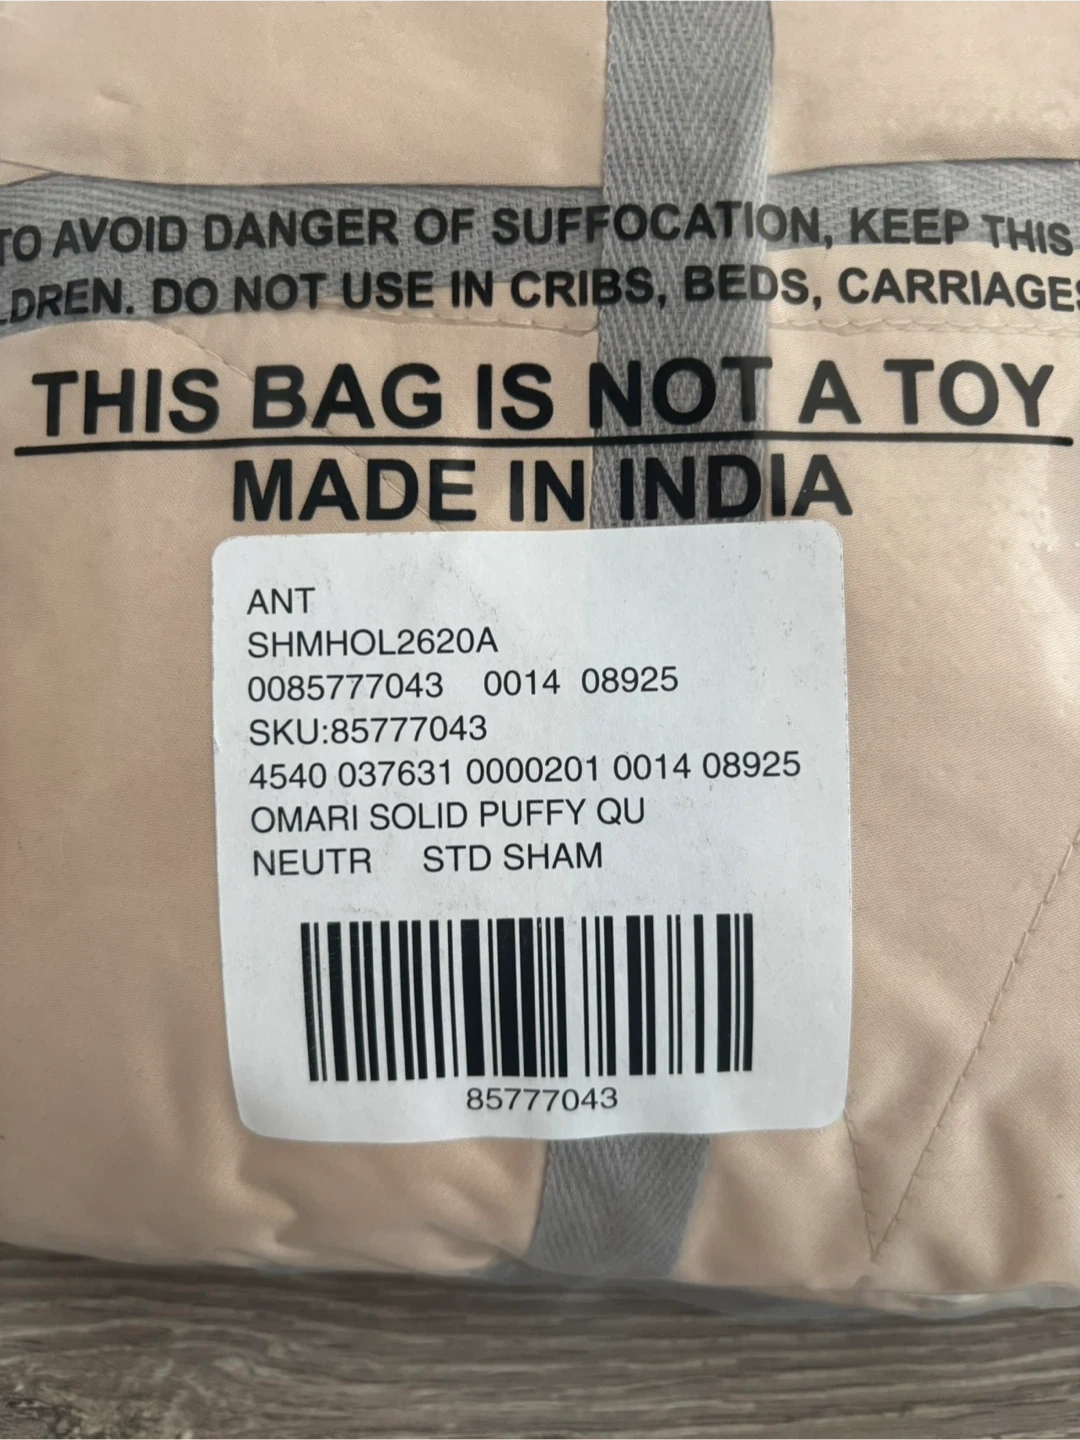 TO AVOID DANGER OF SUFFOCATION, KEEP THIS
DREN. DO NOT USE IN CRIBS, BEDS, CARRIAGES
THIS BAG IS NOT A TOY
MADE IN INDIA
ANT
SHMHOL2620A
0085777043 0014 08925
SKU:85777043
4540 037631 0000201 0014 08925
OMARI SOLID PUFFY QU
NEUTR STD SHAM
85777043